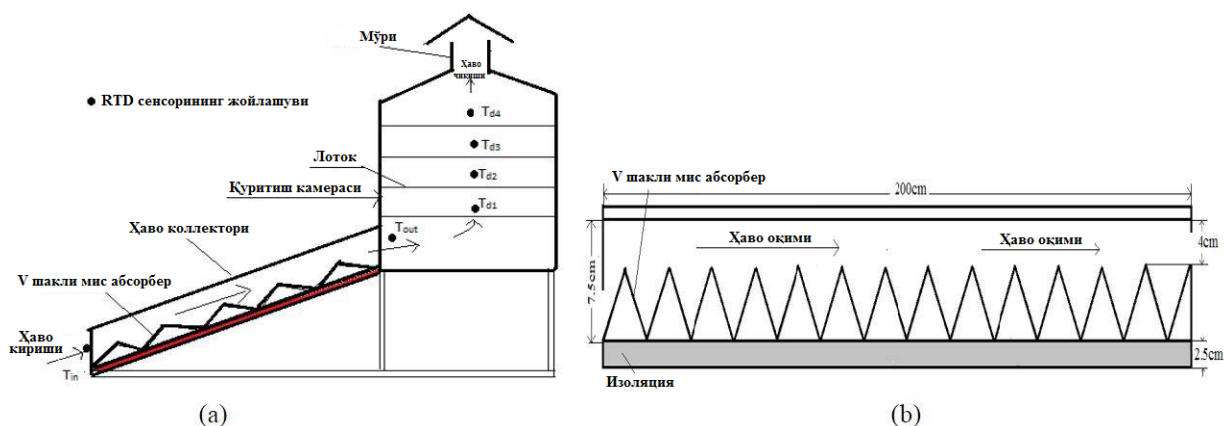 Мўри
Ҳаво
чиқиши
• RTD сенсорининг жойлашуви
Td4
Td3
Лоток
Td2
Қуритиш камераси
Td1
Ҳаво коллектори
Tout
V шакли мис абсорбер
Ҳаво
кириши
Tin
(a)
V шакли мис абсорбер
200cm
Ҳаво оқими
Ҳаво оқими
4cm
7.5cm
2.5cm
Изоляция
(b)